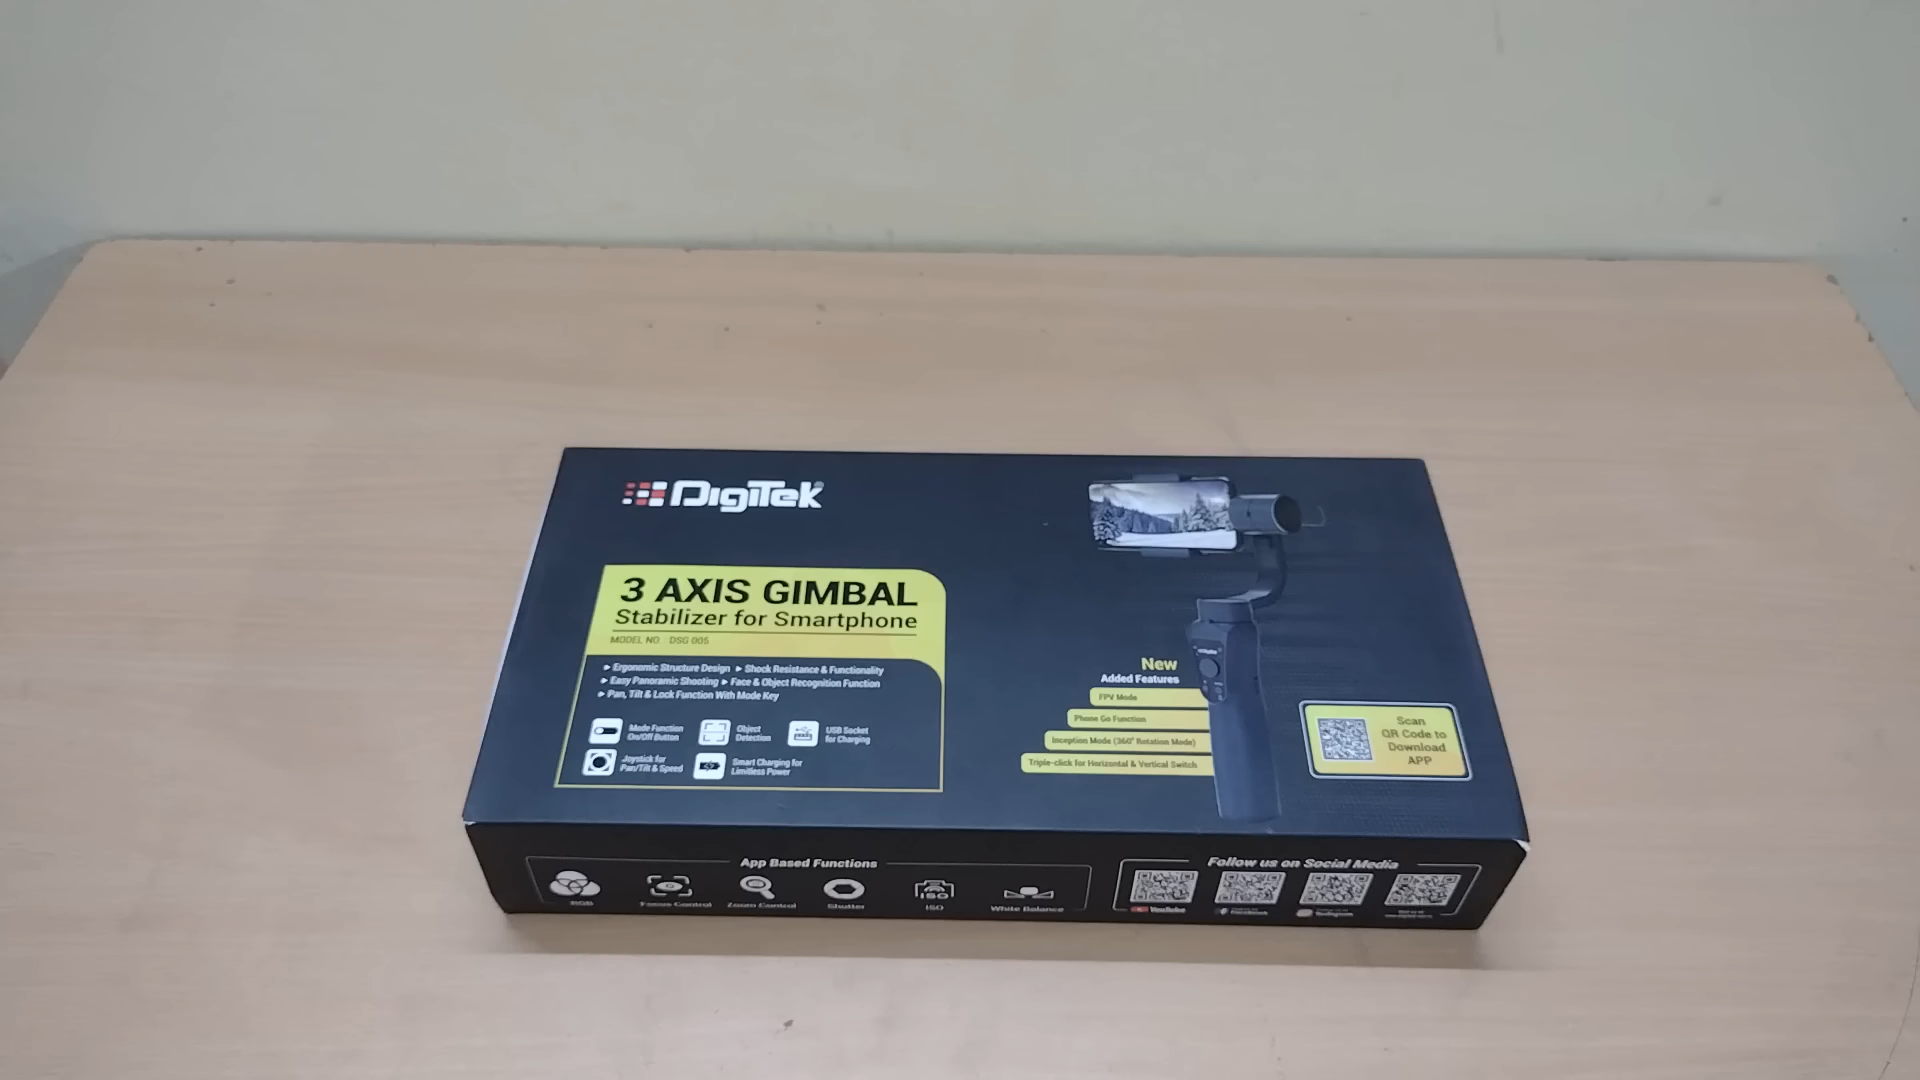 DigiTek®
3 AXIS GIMBAL
Stabilizer for Smartphone
MODEL NO DSG 005
Ergonomic Structure Design ▸ Shock Resistance & Functionality
Easy Panoramic Shooting ▸ Face & Object Recognition Function
Pan, Tilt & Lock Function With Mode Key
Mode Function
On/Off Button
Object
Detection
USB Socket
for Charging
Joystick for
Pan/Tilt & Speed
Smart Charging for
Limitless Power
New
Added Features
FPV Mode
Phone Go Function
Inception Mode (360° Rotation Mode)
Triple-click for Horizontal & Vertical Switch
Scan
QR Code to
Download
APP
App Based Functions
RGB
Focus Control
Zoom Control
Shutter
ISO
ISO
White Balance
Follow us on Social Media
YouTube
Facebook
Instagram